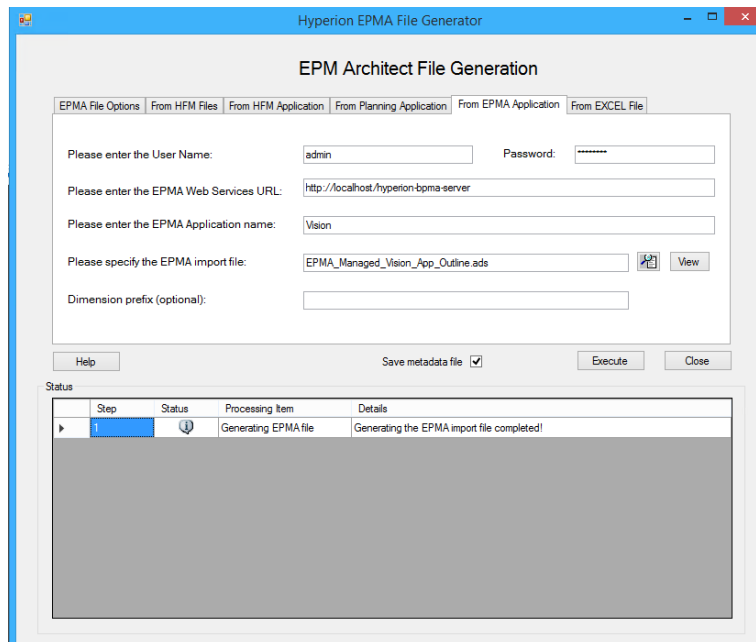 Hyperion EPMA File Generator
EPM Architect File Generation
EPMA File Options From HFM Files From HFM Application From Planning Application From EPMA Application From EXCEL File
Please enter the User Name: admin Password: ********
Please enter the EPMA Web Services URL: http://localhost/hyperion-bpma-server
Please enter the EPMA Application name: Vision
Please specify the EPMA import file: EPMA_Managed_Vision_App_Outline.ads View
Dimension prefix (optional):
Help Save metadata file Execute Close
Status
Step Status Processing Item Details
1 Generating EPMA file Generating the EPMA import file completed!